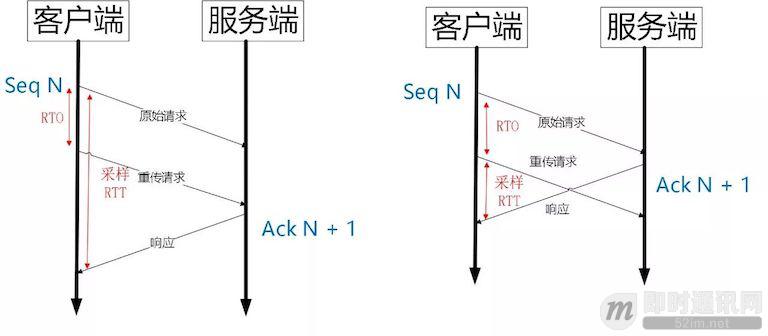 客户端
服务端
Seq N
RTO
原始请求
重传请求
采样
RTT
响应
Ack N + 1
客户端
服务端
Seq N
RTO
原始请求
重传请求
采样
RTT
响应
Ack N + 1
即时通讯网
52im.net